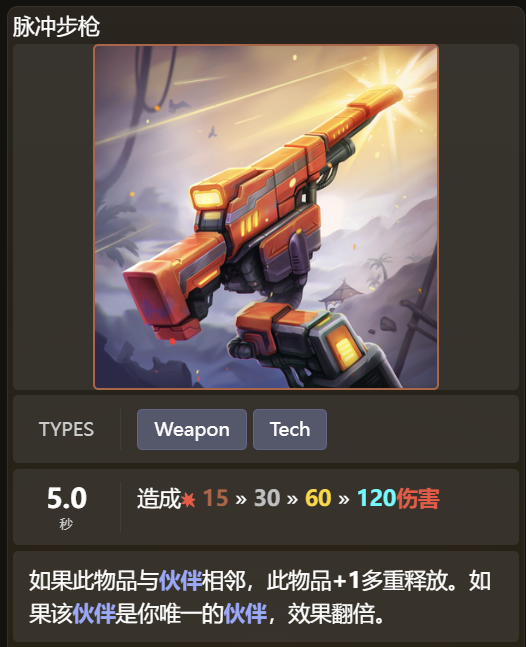 脉冲步枪
TYPES Weapon Tech
5.0 造成 15 » 30 » 60 » 120伤害
秒
如果此物品与伙伴相邻，此物品+1多重释放。如
果该伙伴是你唯一的伙伴，效果翻倍。